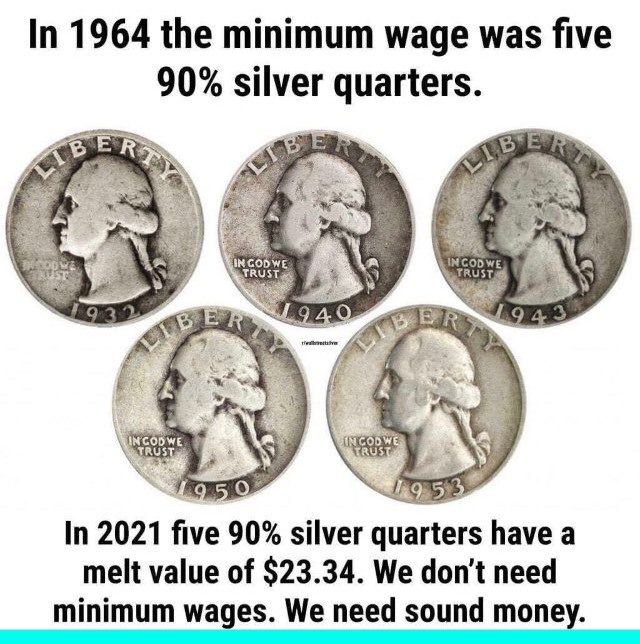 In 1964 the minimum wage was five
90% silver quarters.
LIBERTY
IN GOD WE
TRUST
1932
LIBERTY
IN GOD WE
TRUST
1940
LIBERTY
IN GOD WE
TRUST
1943
r/wallstreetsilver
LIBERTY
IN GOD WE
TRUST
1950
LIBERTY
IN GOD WE
TRUST
1953
In 2021 five 90% silver quarters have a
melt value of $23.34. We don't need
minimum wages. We need sound money.